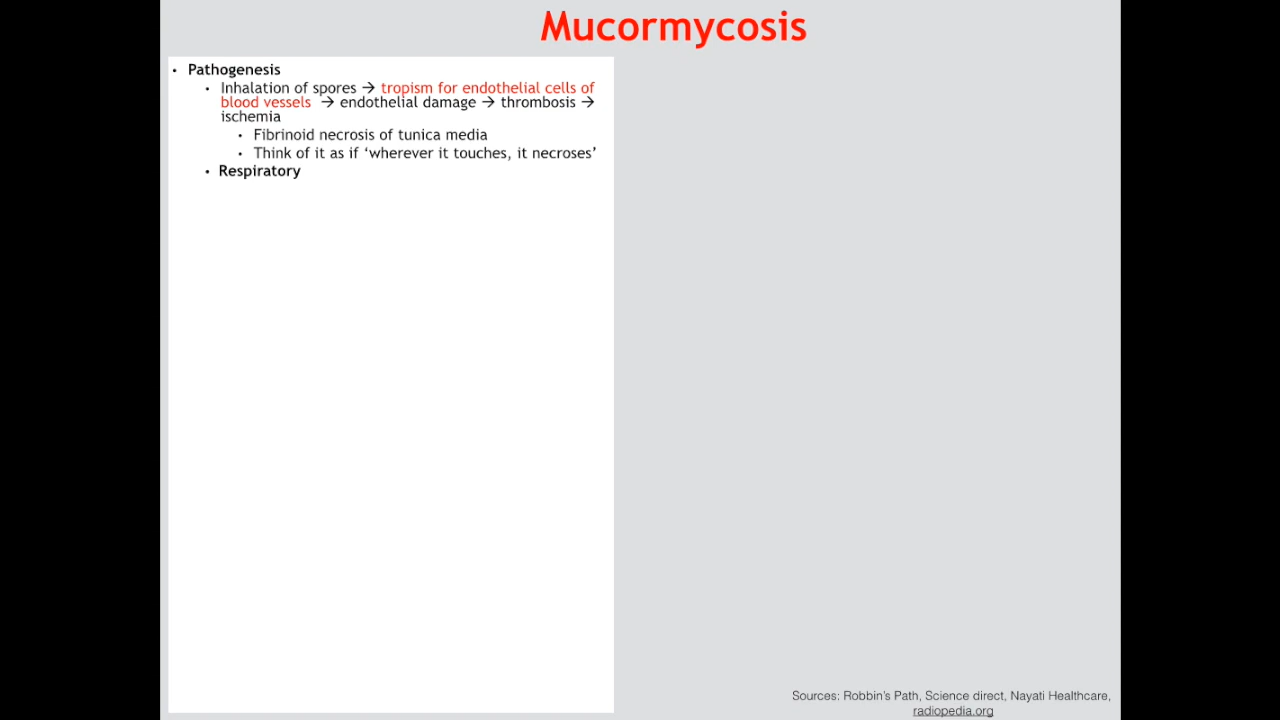 Mucormycosis
• Pathogenesis
• Inhalation of spores → tropism for endothelial cells of
blood vessels → endothelial damage → thrombosis →
ischemia
• Fibrinoid necrosis of tunica media
• Think of it as if ‘wherever it touches, it necroses’
• Respiratory
Sources: Robbin’s Path, Science direct, Nayati Healthcare,
radiopedia.org